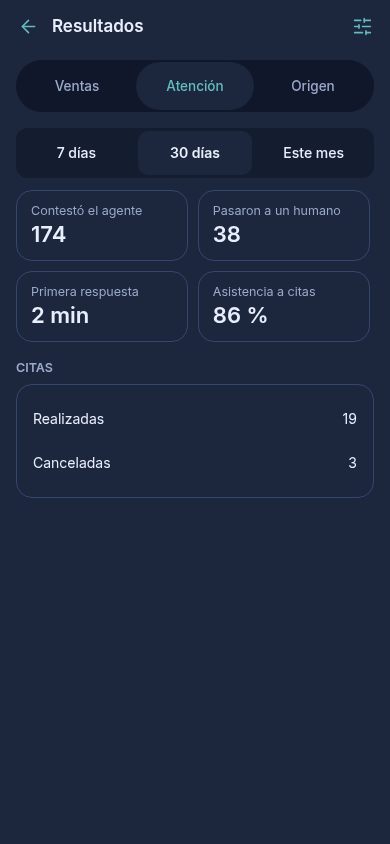 Resultados
Ventas
Atención
Origen
7 días
30 días
Este mes
Contestó el agente
174
Pasaron a un humano
38
Primera respuesta
2 min
Asistencia a citas
86 %
CITAS
Realizadas 19
Canceladas 3